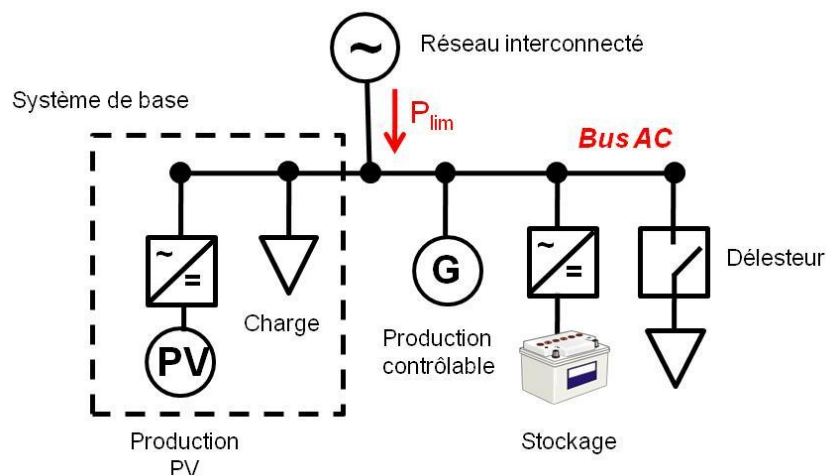 Réseau interconnecté
~
Système de base
P_lim
Bus AC
~
=
~
=
G
Délesteur
Charge
PV
Production
contrôlable
Production
PV
Stockage